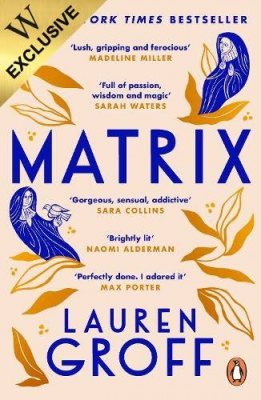 W
EXCLUSIVE
NEW YORK TIMES BESTSELLER
'Lush, gripping and ferocious'
MADELINE MILLER
'Full of passion,
wisdom and magic'
SARAH WATERS
MATRIX
'Gorgeous, sensual, addictive'
SARA COLLINS
'Brightly lit'
NAOMI ALDERMAN
'Perfectly done. I adored it'
MAX PORTER
LAUREN
GROFF